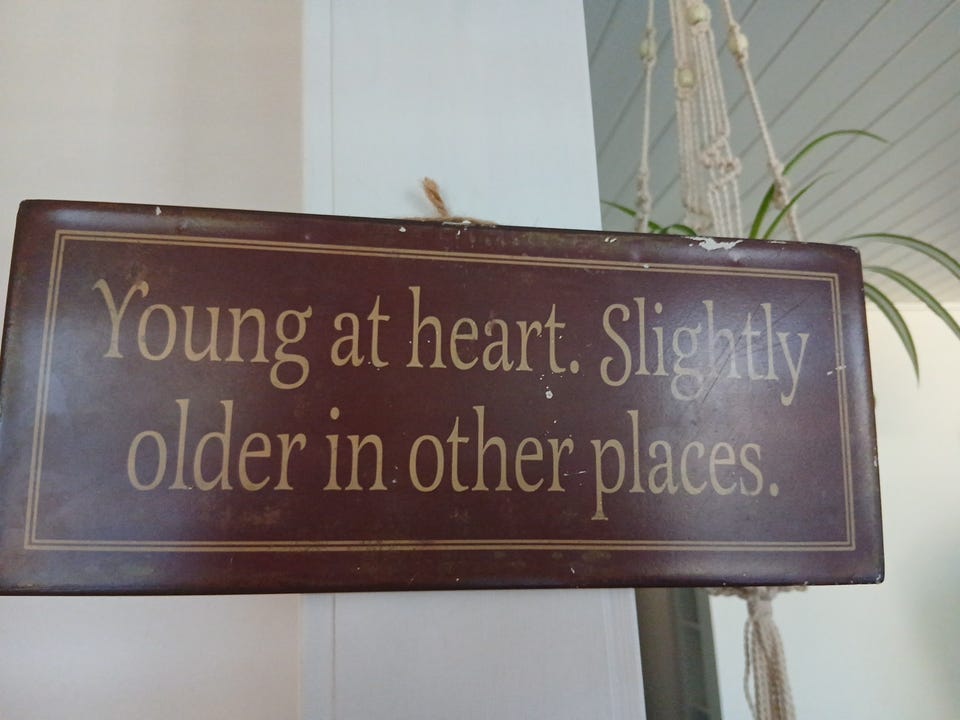 Young at heart. Slightly
older in other places.